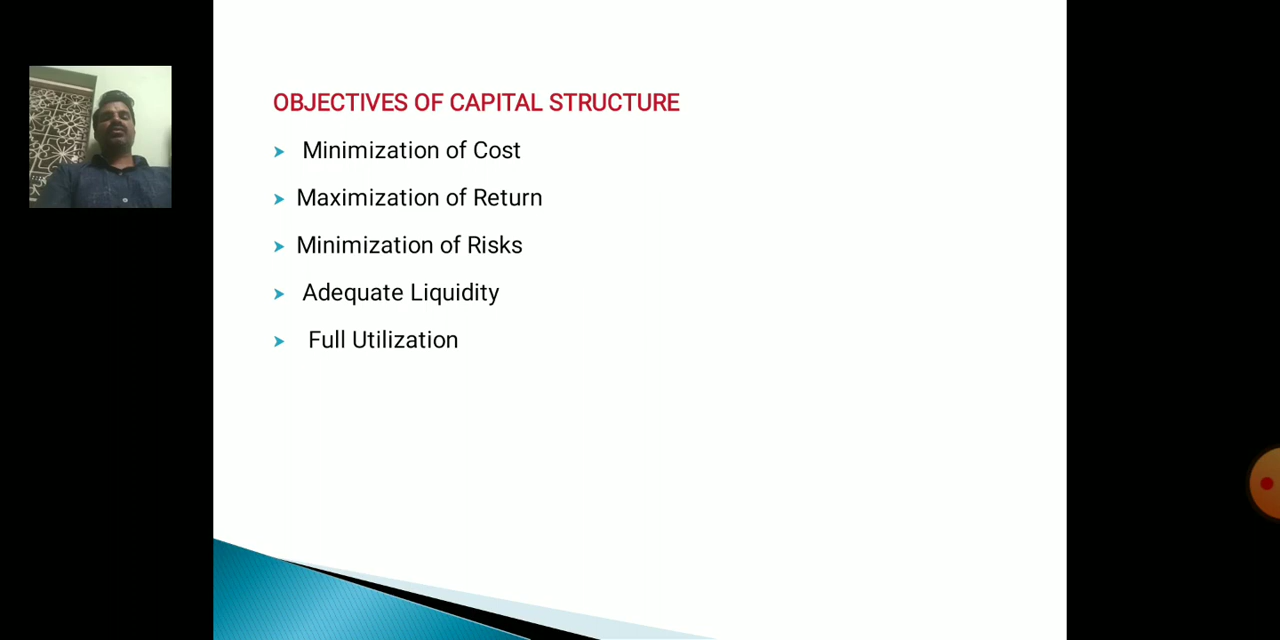 OBJECTIVES OF CAPITAL STRUCTURE
Minimization of Cost
Maximization of Return
Minimization of Risks
Adequate Liquidity
Full Utilization